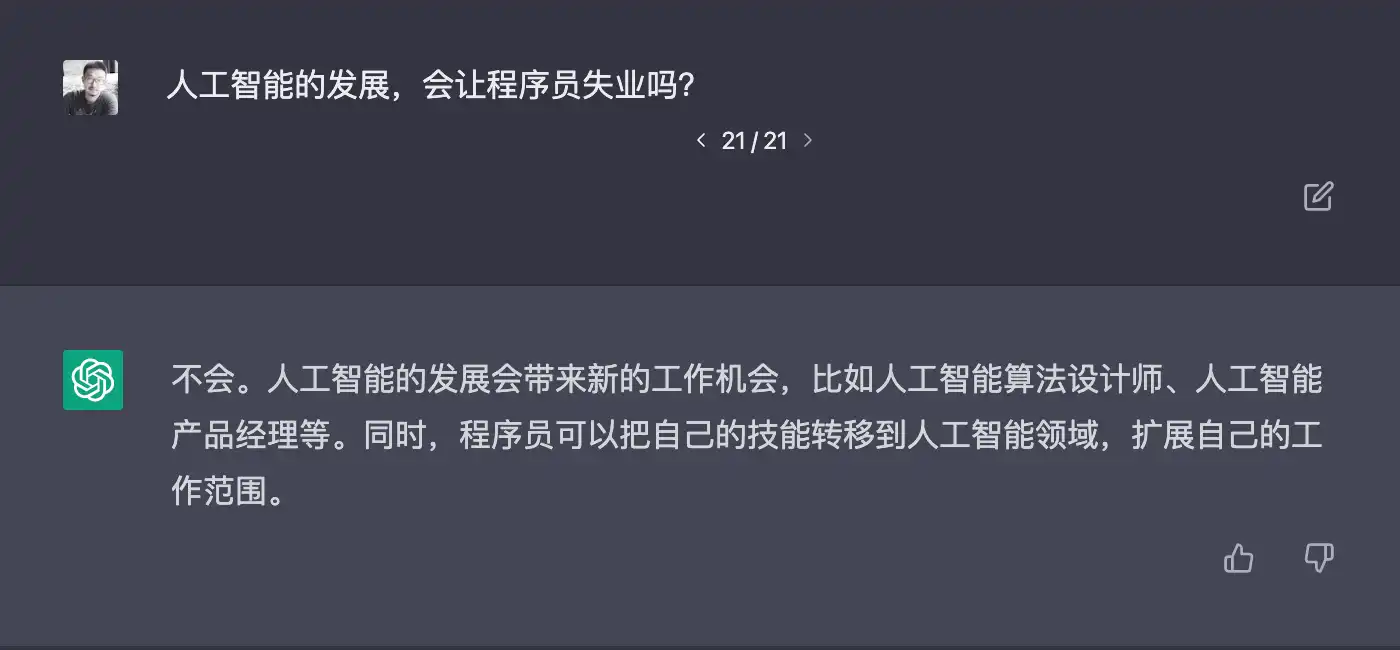 人工智能的发展，会让程序员失业吗?
< 21 / 21 >
不会。人工智能的发展会带来新的工作机会，比如人工智能算法设计师、人工智能
产品经理等。同时，程序员可以把自己的技能转移到人工智能领域，扩展自己的工
作范围。